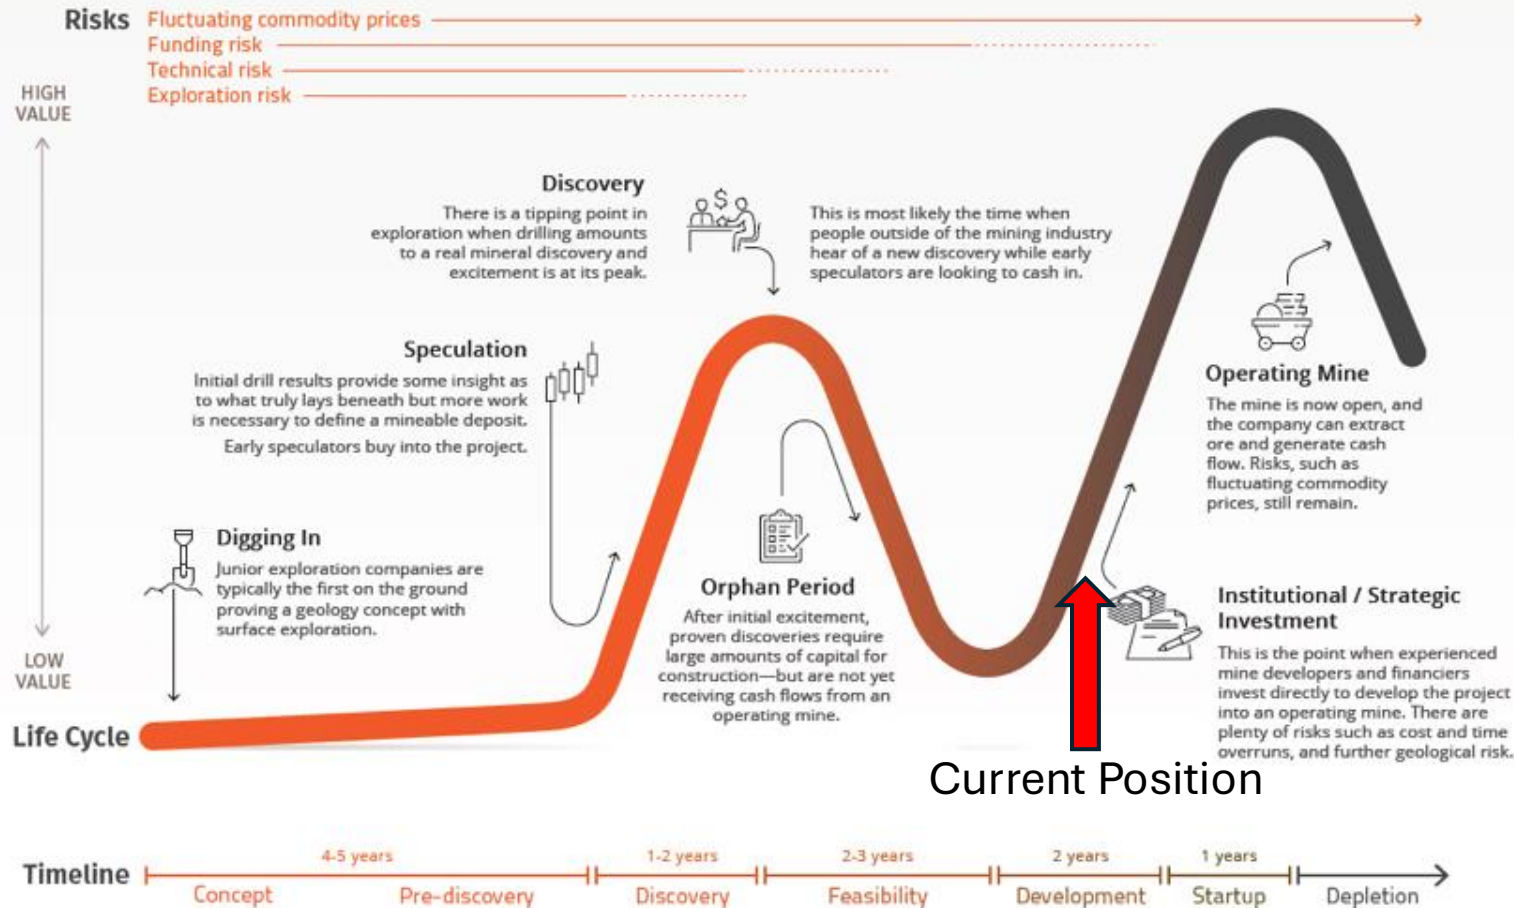 Risks
Fluctuating commodity prices
Funding risk
Technical risk
Exploration risk
HIGH
VALUE
LOW
VALUE
Discovery
There is a tipping point in
exploration when drilling amounts
to a real mineral discovery and
excitement is at its peak.
$
This is most likely the time when
people outside of the mining industry
hear of a new discovery while early
speculators are looking to cash in.
Speculation
Initial drill results provide some insight as
to what truly lays beneath but more work
is necessary to define a mineable deposit.
Early speculators buy into the project.
Digging In
Junior exploration companies are
typically the first on the ground
proving a geology concept with
surface exploration.
Orphan Period
After initial excitement,
proven discoveries require
large amounts of capital for
construction—but are not yet
receiving cash flows from an
operating mine.
Operating Mine
The mine is now open, and
the company can extract
ore and generate cash
flow. Risks, such as
fluctuating commodity
prices, still remain.
Institutional / Strategic
Investment
This is the point when experienced
mine developers and financiers
invest directly to develop the project
into an operating mine. There are
plenty of risks such as cost and time
overruns, and further geological risk.
Life Cycle
Current Position
Timeline
4-5 years
1-2 years
2-3 years
2 years
1 years
Concept
Pre-discovery
Discovery
Feasibility
Development
Startup
Depletion